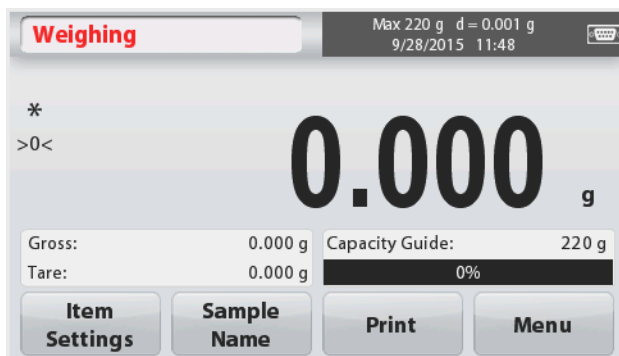 Weighing
Max 220 g d = 0.001 g
9/28/2015 11:48
*
>0<
0.000 g
Gross: 0.000 g
Tare: 0.000 g
Capacity Guide: 220 g
0%
Item
Settings
Sample
Name
Print
Menu